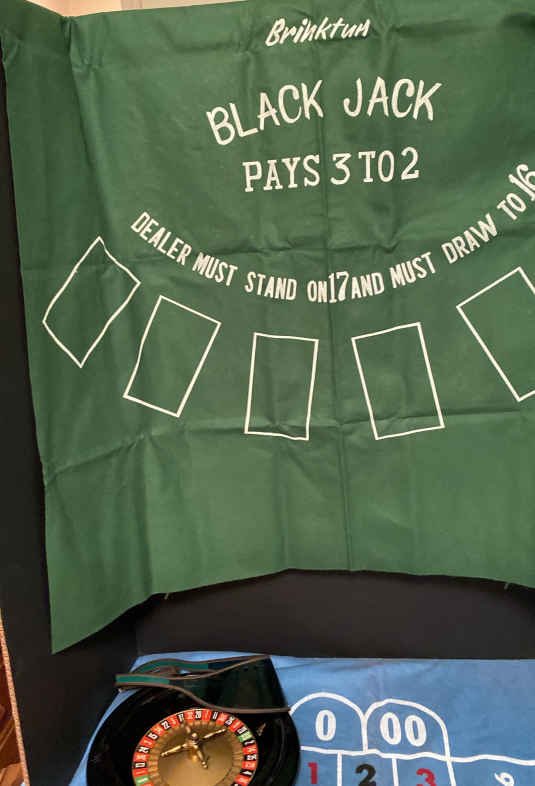 Brinktun
BLACK JACK
PAYS 3 TO 2
DEALER MUST STAND ON 17 AND MUST DRAW TO 16
0 00
1 2 3